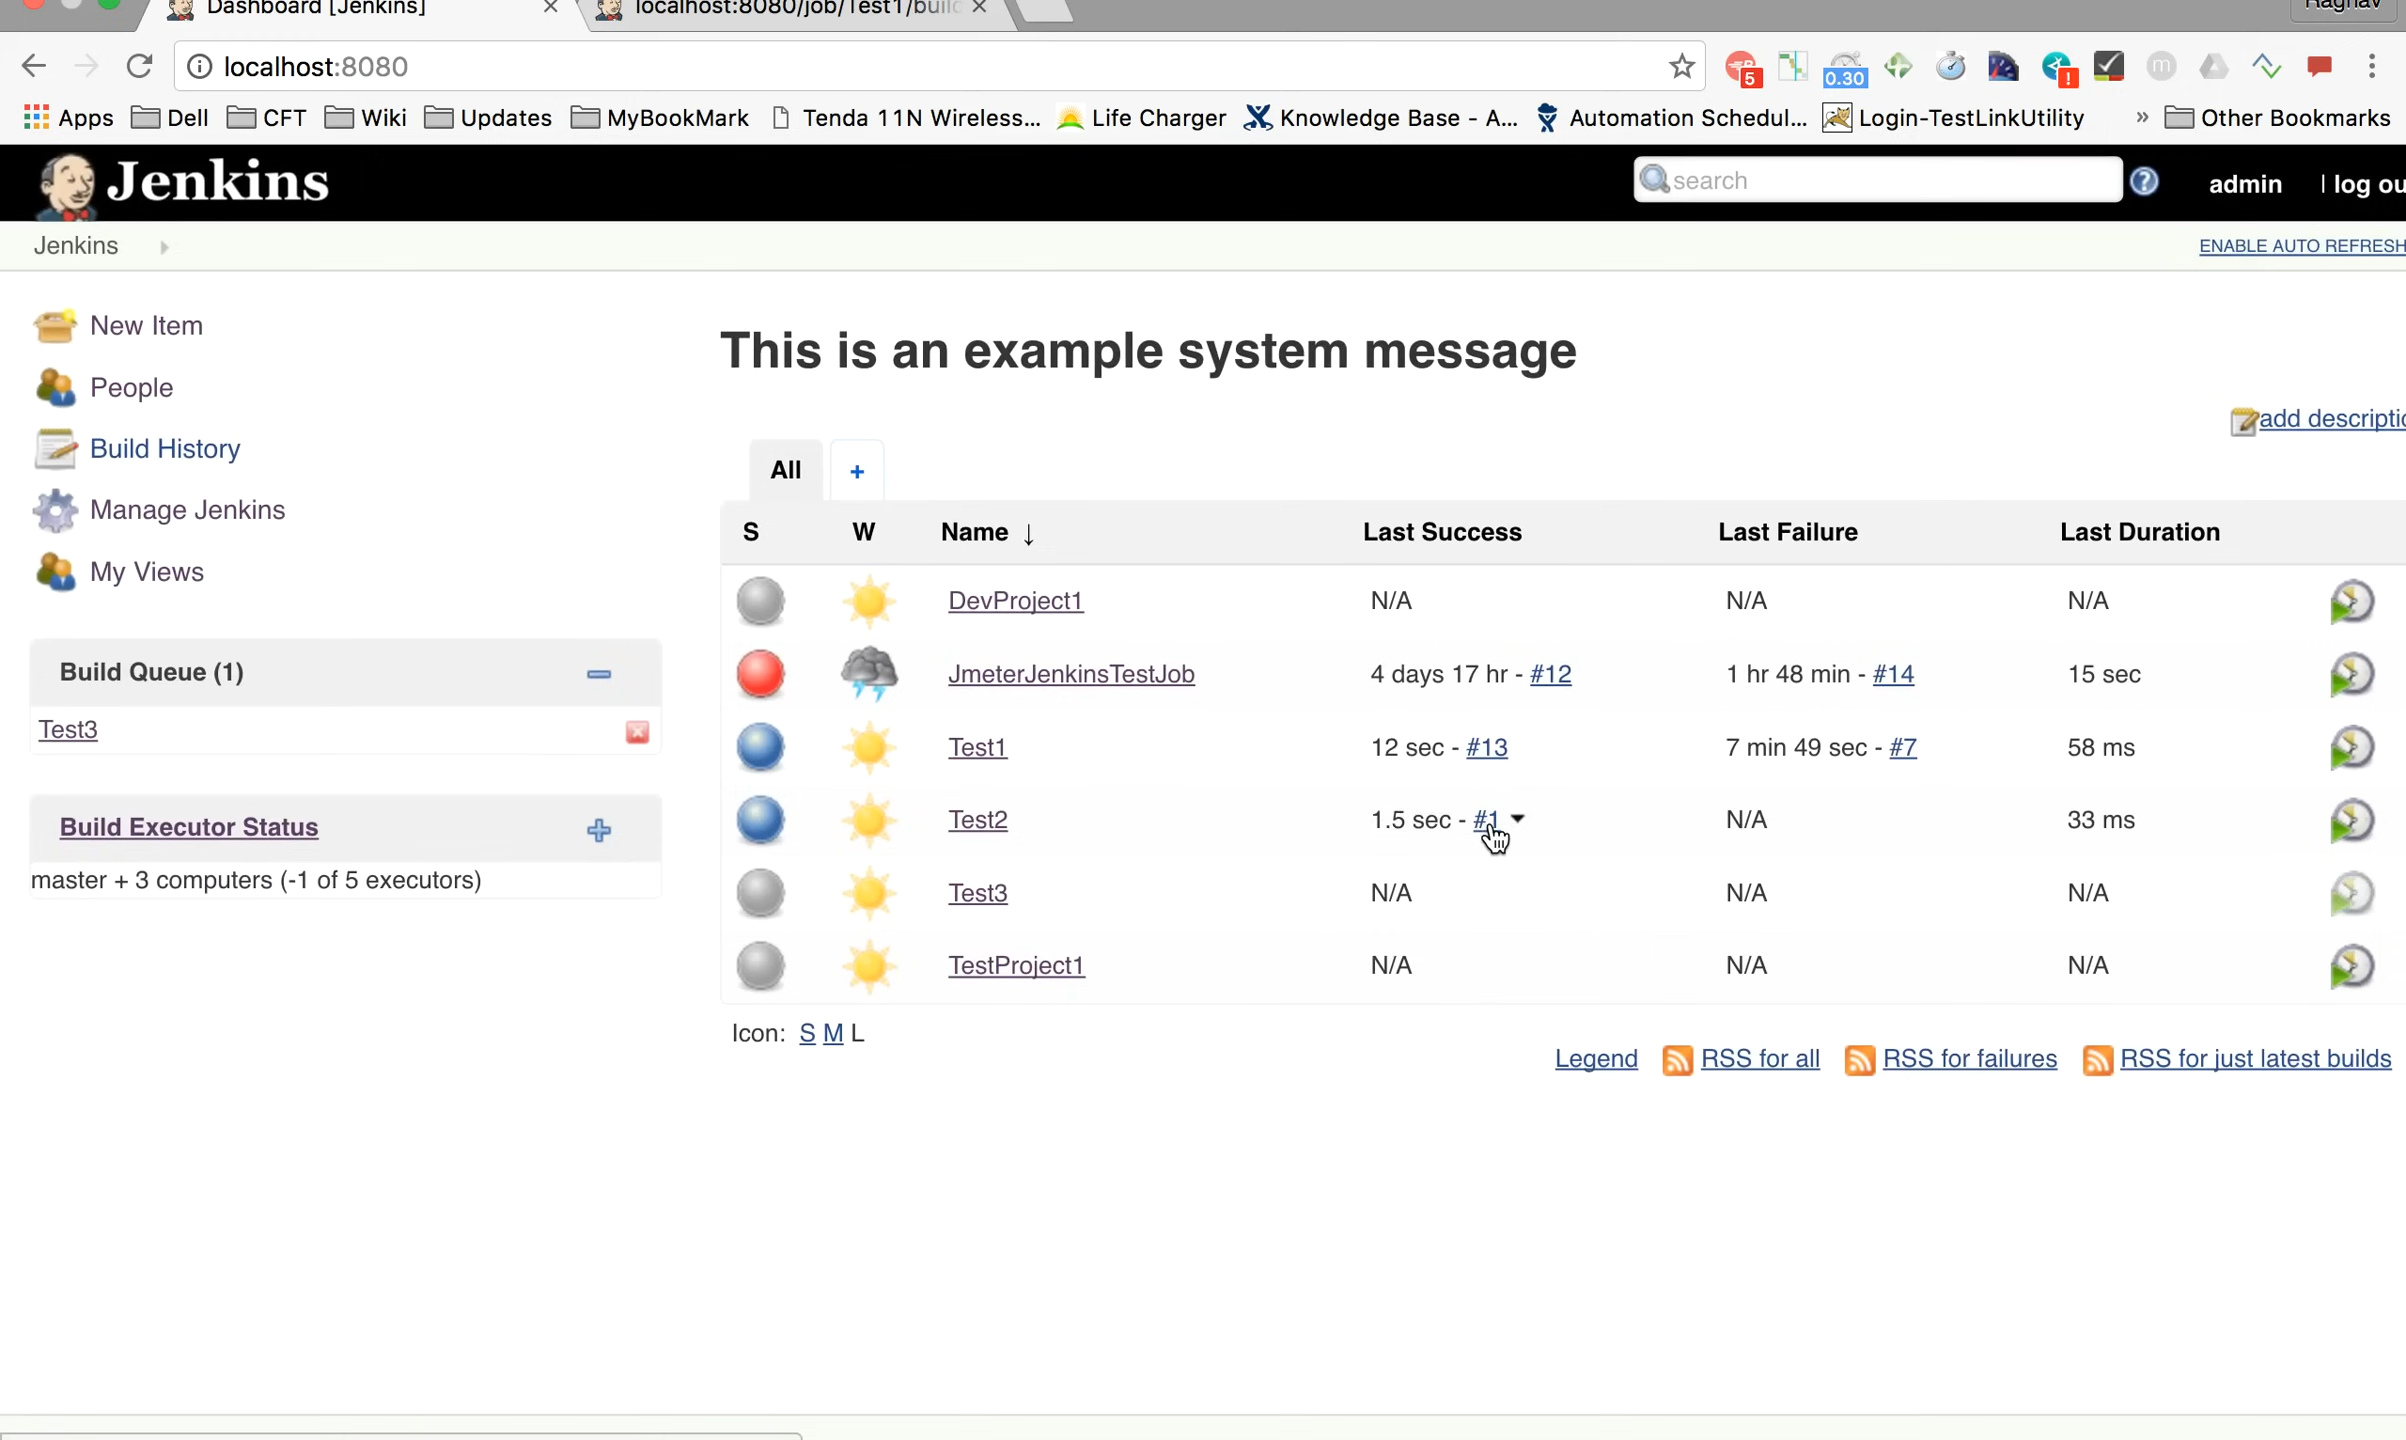 Dashboard [Jenkins]
localhost:8080/job/Test1/build
Raghav
localhost:8080
5
0.30
!
m
Apps Dell CFT Wiki Updates MyBookMark Tenda 11N Wireless... Life Charger Knowledge Base - A... Automation Schedul... Login-TestLinkUtility » Other Bookmarks
Jenkins
search
? admin | log ou
Jenkins
ENABLE AUTO REFRESH
New Item
People
Build History
Manage Jenkins
My Views
Build Queue (1)
Test3
Build Executor Status
master + 3 computers (-1 of 5 executors)
This is an example system message
add descriptio
All +
S W Name ↓ Last Success Last Failure Last Duration
DevProject1 N/A N/A N/A
JmeterJenkinsTestJob 4 days 17 hr - #12 1 hr 48 min - #14 15 sec
Test1 12 sec - #13 7 min 49 sec - #7 58 ms
Test2 1.5 sec - #1 N/A 33 ms
Test3 N/A N/A N/A
TestProject1 N/A N/A N/A
Icon: S M L
Legend RSS for all RSS for failures RSS for just latest builds